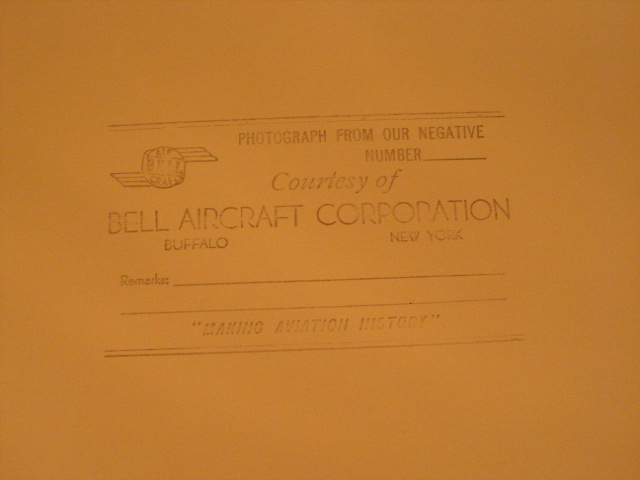 PHOTOGRAPH FROM OUR NEGATIVE
NUMBER
Courtesy of
BELL AIRCRAFT CORPORATION
BUFFALO NEW YORK
Remarks:
"MAKING AVIATION HISTORY"